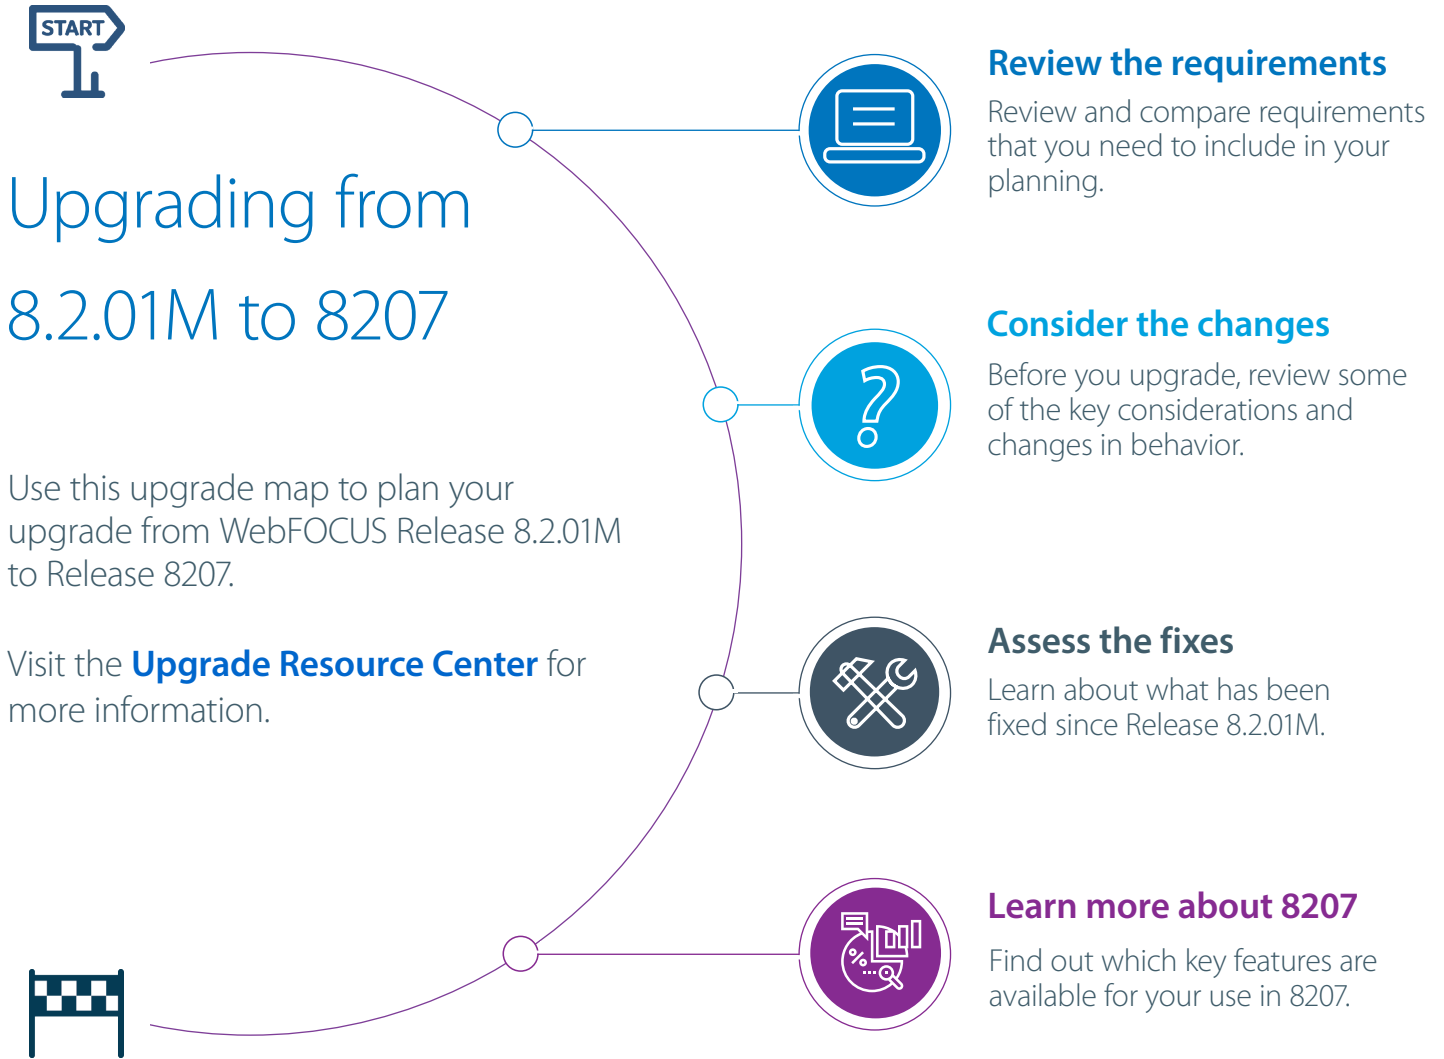 START
Upgrading from
8.2.01M to 8207
Use this upgrade map to plan your
upgrade from WebFOCUS Release 8.2.01M
to Release 8207.
Visit the Upgrade Resource Center for
more information.
Review the requirements
Review and compare requirements
that you need to include in your
planning.
Consider the changes
Before you upgrade, review some
of the key considerations and
changes in behavior.
Assess the fixes
Learn about what has been
fixed since Release 8.2.01M.
%
Learn more about 8207
Find out which key features are
available for your use in 8207.